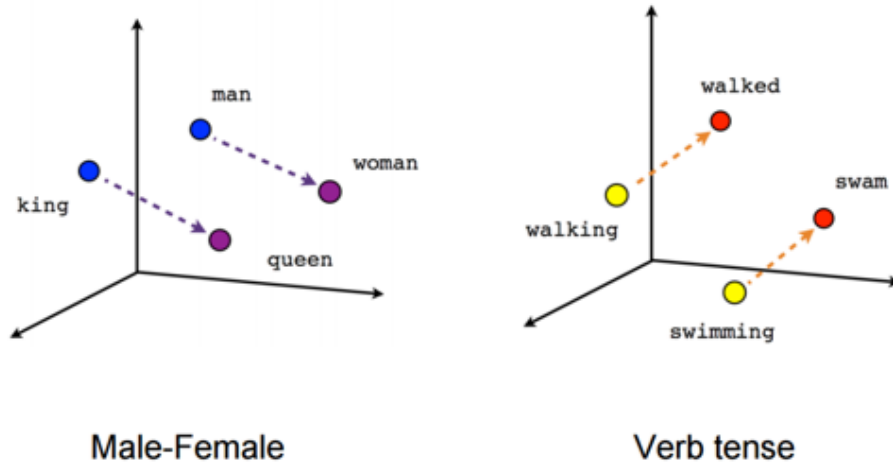 man
woman
king
queen
Male-Female
walked
swam
walking
swimming
Verb tense